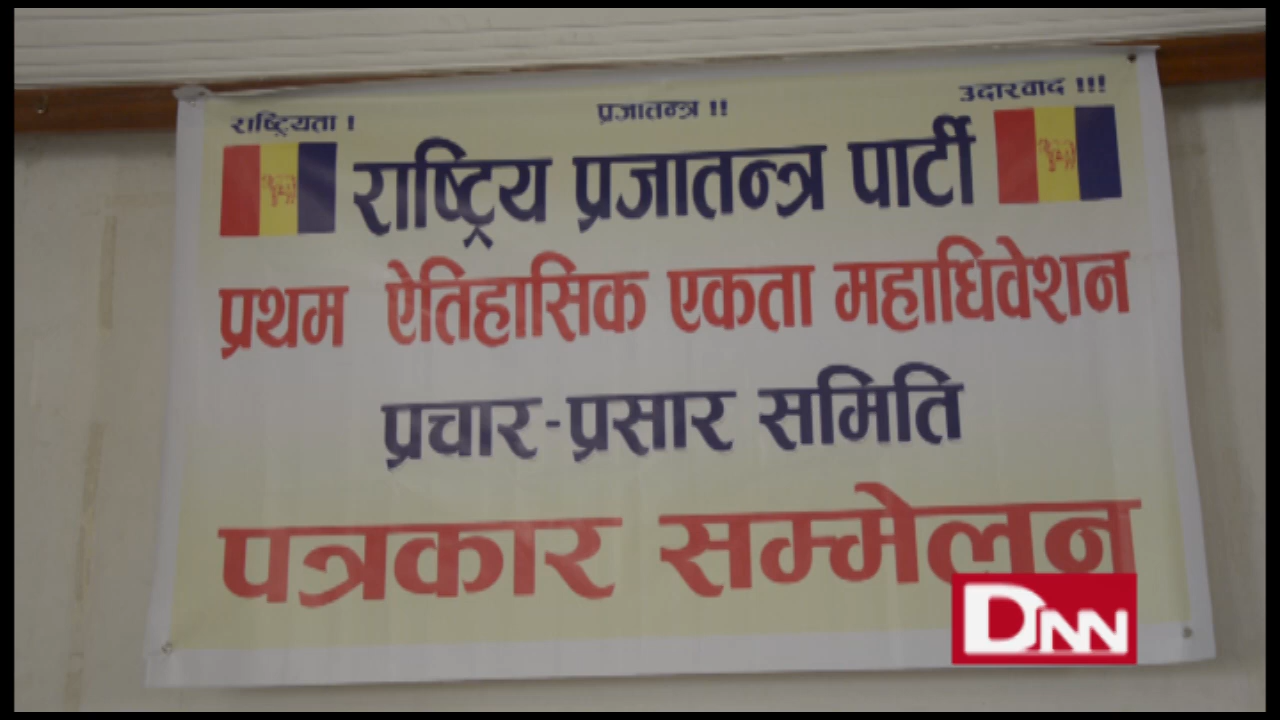 राष्ट्रियता । प्रजातन्त्र !! उदारवाद !!!
राष्ट्रिय प्रजातन्त्र पार्टी
प्रथम ऐतिहासिक एकता महाधिवेशन
प्रचार-प्रसार समिति
पत्रकार सम्मेलन
DNN